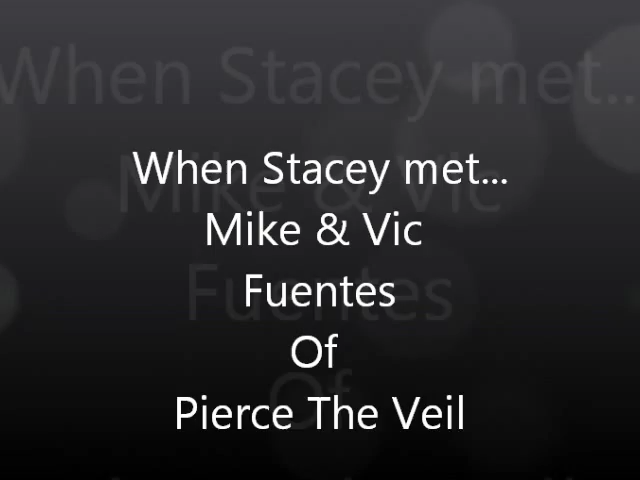 When Stacey met...
Mike & Vic
Fuentes
Of
Pierce The Veil